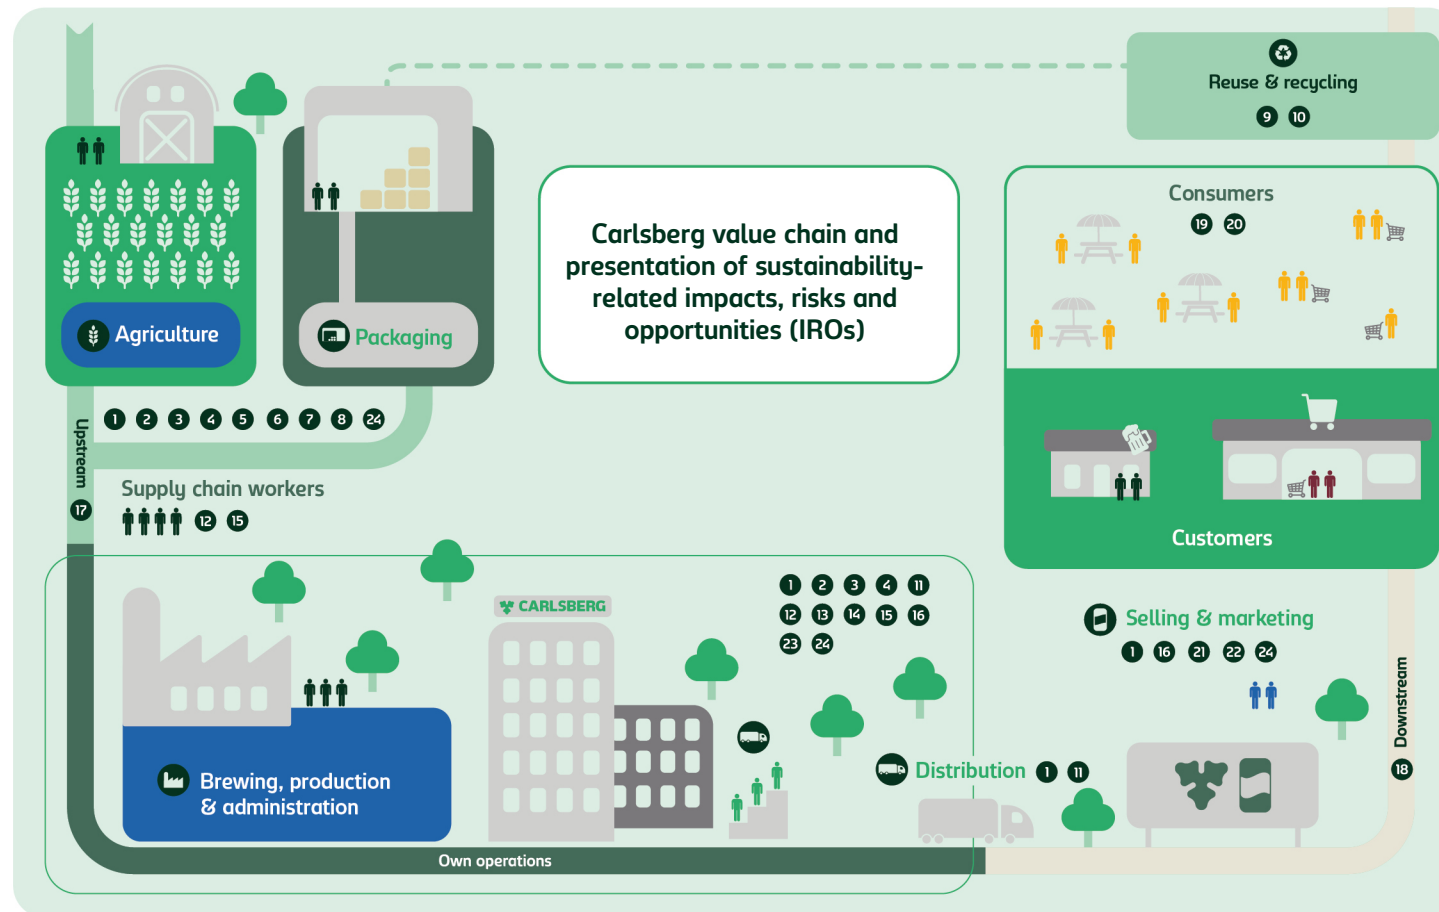 Reuse & recycling
9 10
Carlsberg value chain and
presentation of sustainability-
related impacts, risks and
opportunities (IROs)
Consumers
19 20
Agriculture
Packaging
1 2 3 4 5 6 7 8 24
Upstream
17
Supply chain workers
12 15
Customers
CARLSBERG
1 2 3 4 11
12 13 14 15 16
23 24
Selling & marketing
1 16 21 22 24
Downstream
18
Brewing, production
& administration
Distribution 1 11
Own operations